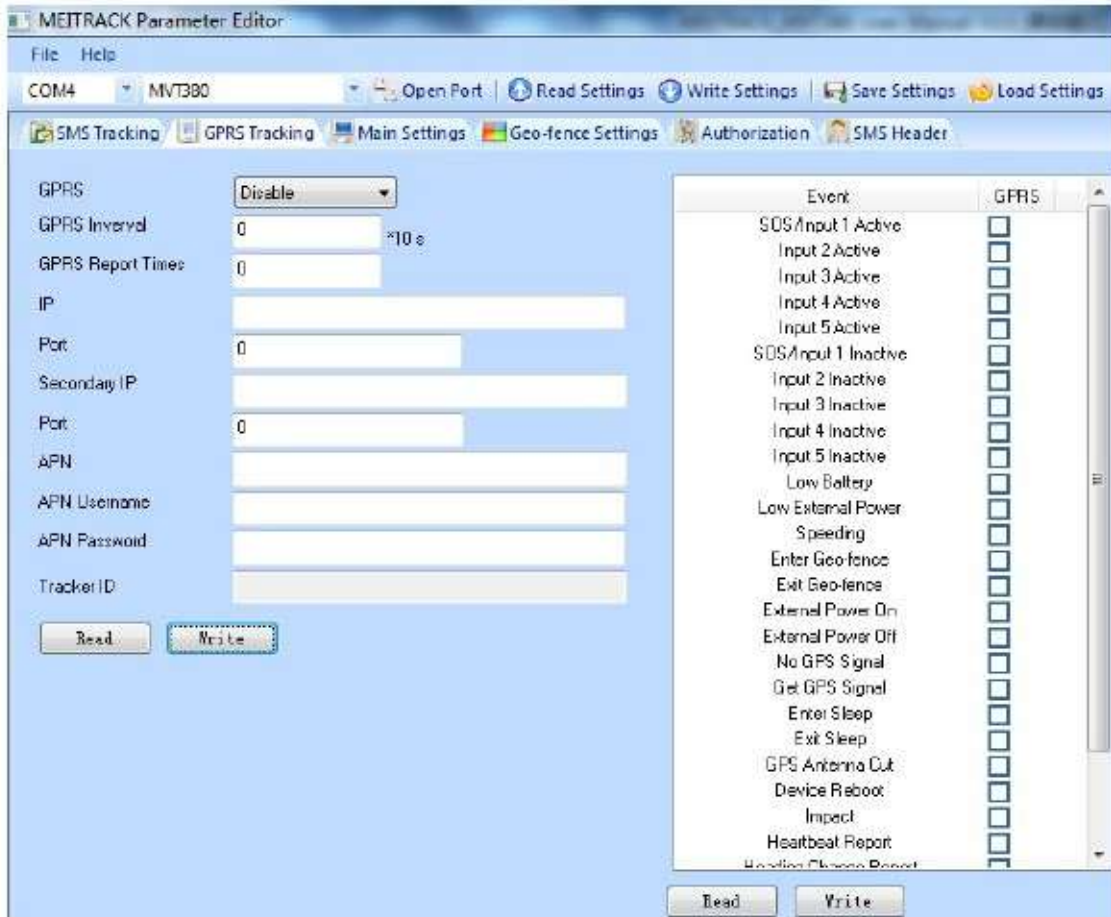 MEITRACK Parameter Editor
File Help
COM4 MVT380 Open Port Read Settings Write Settings Save Settings Load Settings
SMS Tracking GPRS Tracking Main Settings Geo-fence Settings Authorization SMS Header
GPRS Disable
GPRS Inverval 0 *10 s
GPRS Report Times 0
IP
Port 0
Secondary IP
Port 0
APN
APN Username
APN Password
Tracker ID
Read Write
Event GPRS
SOS/Input 1 Active
Input 2 Active
Input 3 Active
Input 4 Active
Input 5 Active
SOS/Input 1 Inactive
Input 2 Inactive
Input 3 Inactive
Input 4 Inactive
Input 5 Inactive
Low Battery
Low External Power
Speeding
Enter Geo-fence
Exit Geo-fence
External Power On
External Power Off
No GPS Signal
Get GPS Signal
Enter Sleep
Exit Sleep
GPS Antenna Cut
Device Reboot
Impact
Heartbeat Report
Heading Change Report
Read Write